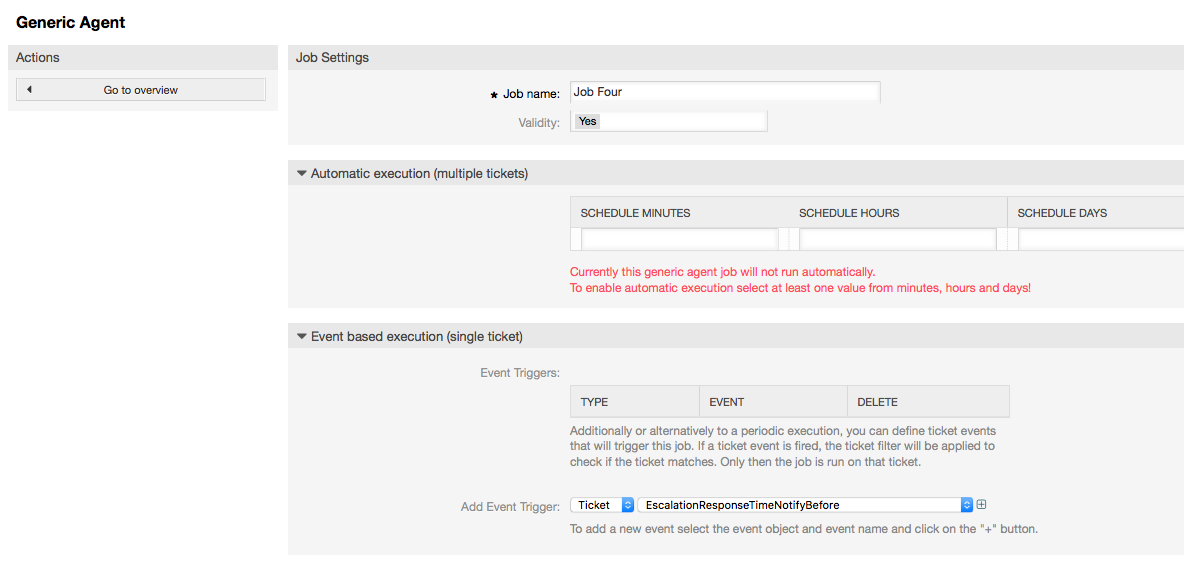 Generic Agent
Actions
Go to overview
Job Settings
* Job name: Job Four
Validity: Yes
Automatic execution (multiple tickets)
SCHEDULE MINUTES SCHEDULE HOURS SCHEDULE DAYS
Currently this generic agent job will not run automatically.
To enable automatic execution select at least one value from minutes, hours and days!
Event based execution (single ticket)
Event Triggers:
TYPE EVENT DELETE
Additionally or alternatively to a periodic execution, you can define ticket events
that will trigger this job. If a ticket event is fired, the ticket filter will be applied to
check if the ticket matches. Only then the job is run on that ticket.
Add Event Trigger: Ticket EscalationResponseTimeNotifyBefore
To add a new event select the event object and event name and click on the "+" button.